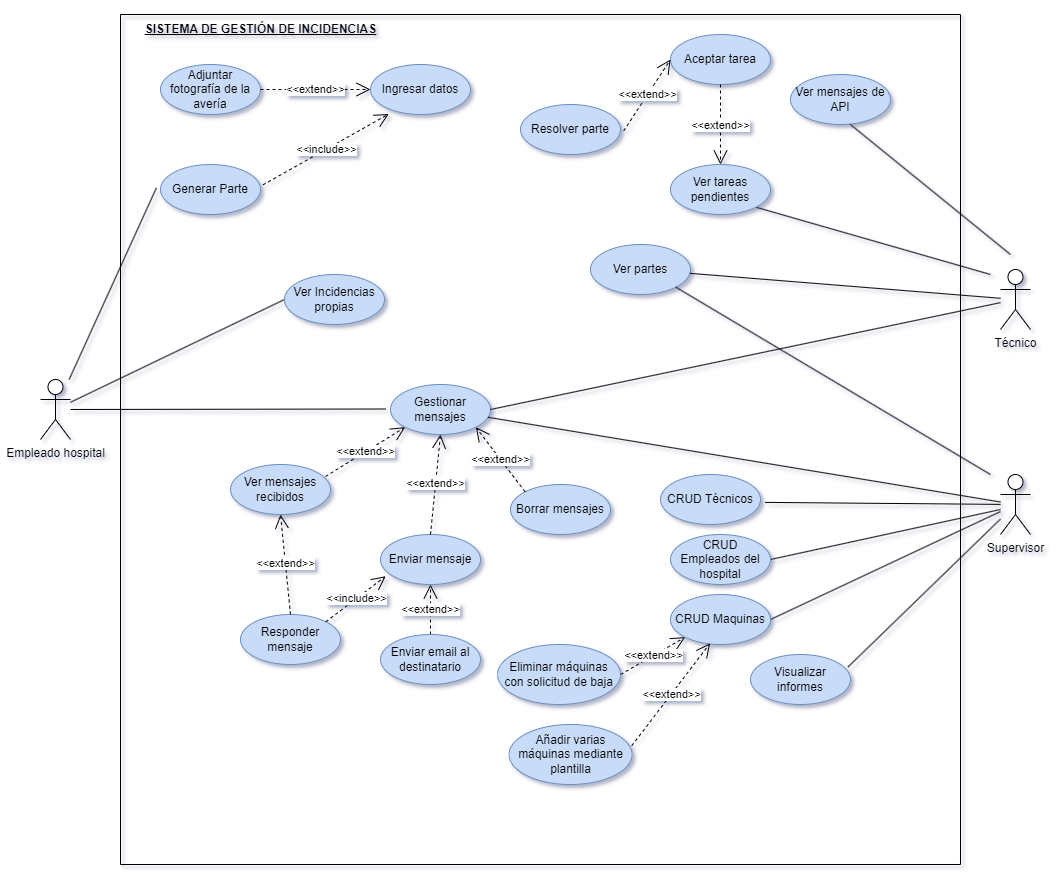 SISTEMA DE GESTIÓN DE INCIDENCIAS
Adjuntar
fotografía de la
avería
<<extend>>
Ingresar datos
<<include>>
Generar Parte
Aceptar tarea
<<extend>>
Resolver parte
<<extend>>
Ver tareas
pendientes
Ver mensajes de
API
Ver partes
Técnico
Ver Incidencias
propias
Empleado hospital
Gestionar
mensajes
<<extend>>
<<extend>>
<<extend>>
Ver mensajes
recibidos
Borrar mensajes
Enviar mensaje
<<extend>>
<<include>>
<<extend>>
Responder
mensaje
Enviar email al
destinatario
CRUD Técnicos
CRUD
Empleados del
hospital
Supervisor
CRUD Maquinas
<<extend>>
Eliminar máquinas
con solicitud de baja
<<extend>>
Visualizar
informes
Añadir varias
máquinas mediante
plantilla